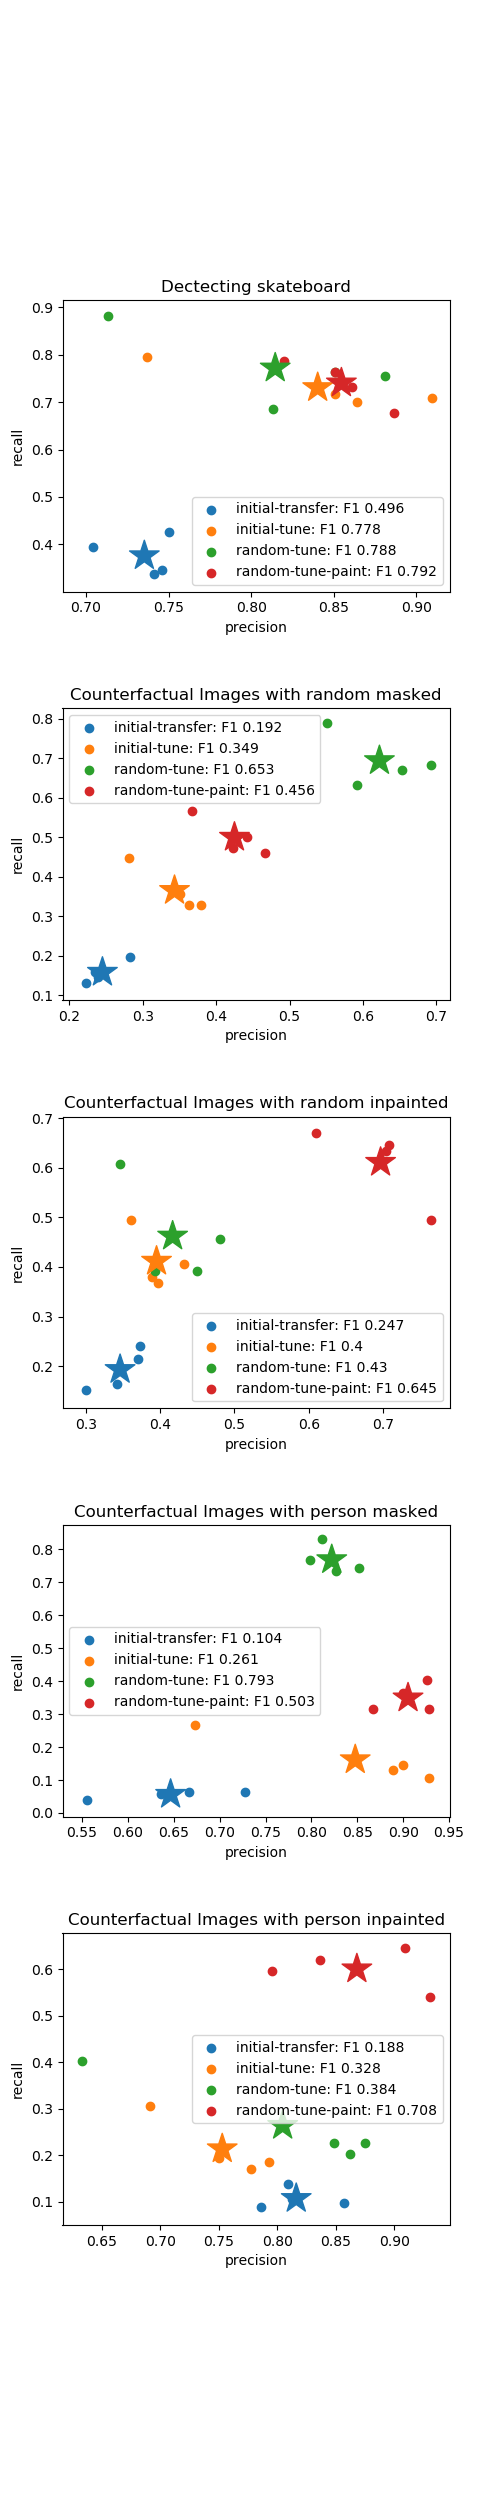 Dectecting skateboard
0.9
0.8
0.7
0.6
0.5
0.4
recall
initial-transfer: F1 0.496
initial-tune: F1 0.778
random-tune: F1 0.788
random-tune-paint: F1 0.792
0.70 0.75 0.80 0.85 0.90
precision
Counterfactual Images with random masked
0.8
0.7
0.6
0.5
0.4
0.3
0.2
0.1
recall
initial-transfer: F1 0.192
initial-tune: F1 0.349
random-tune: F1 0.653
random-tune-paint: F1 0.456
0.2 0.3 0.4 0.5 0.6 0.7
precision
Counterfactual Images with random inpainted
0.7
0.6
0.5
0.4
0.3
0.2
recall
initial-transfer: F1 0.247
initial-tune: F1 0.4
random-tune: F1 0.43
random-tune-paint: F1 0.645
0.3 0.4 0.5 0.6 0.7
precision
Counterfactual Images with person masked
0.8
0.7
0.6
0.5
0.4
0.3
0.2
0.1
0.0
recall
initial-transfer: F1 0.104
initial-tune: F1 0.261
random-tune: F1 0.793
random-tune-paint: F1 0.503
0.55 0.60 0.65 0.70 0.75 0.80 0.85 0.90 0.95
precision
Counterfactual Images with person inpainted
0.6
0.5
0.4
0.3
0.2
0.1
recall
initial-transfer: F1 0.188
initial-tune: F1 0.328
random-tune: F1 0.384
random-tune-paint: F1 0.708
0.65 0.70 0.75 0.80 0.85 0.90
precision